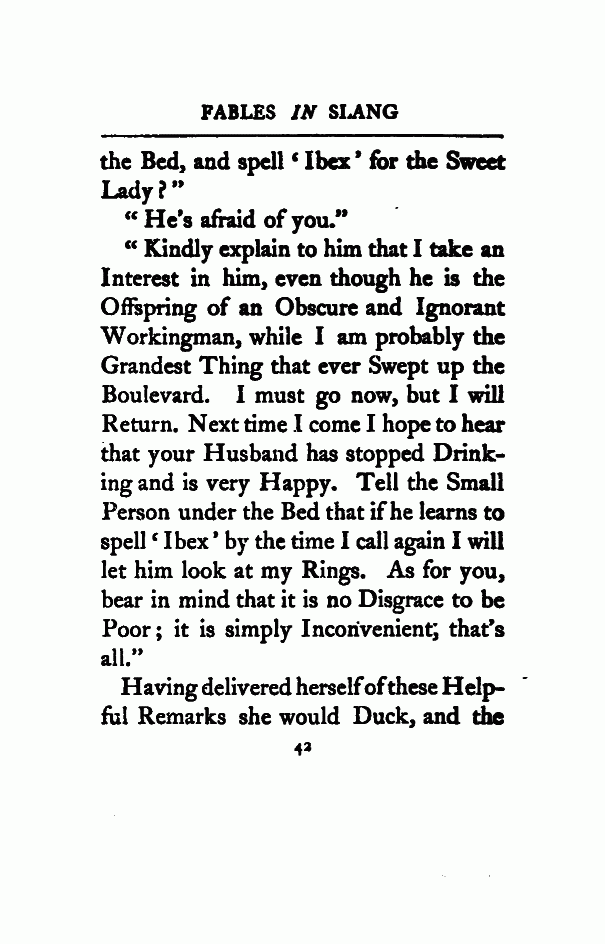 FABLES IN SLANG
the Bed, and spell ‘ Ibex ’ for the Sweet
Lady ? ”
“ He’s afraid of you.”
“ Kindly explain to him that I take an
Interest in him, even though he is the
Offspring of an Obscure and Ignorant
Workingman, while I am probably the
Grandest Thing that ever Swept up the
Boulevard. I must go now, but I will
Return. Next time I come I hope to hear
that your Husband has stopped Drink-
ing and is very Happy. Tell the Small
Person under the Bed that if he learns to
spell ‘ Ibex ’ by the time I call again I will
let him look at my Rings. As for you,
bear in mind that it is no Disgrace to be
Poor ; it is simply Inconvenient; that’s
all.”
Having delivered herself of these Help-
ful Remarks she would Duck, and the
42